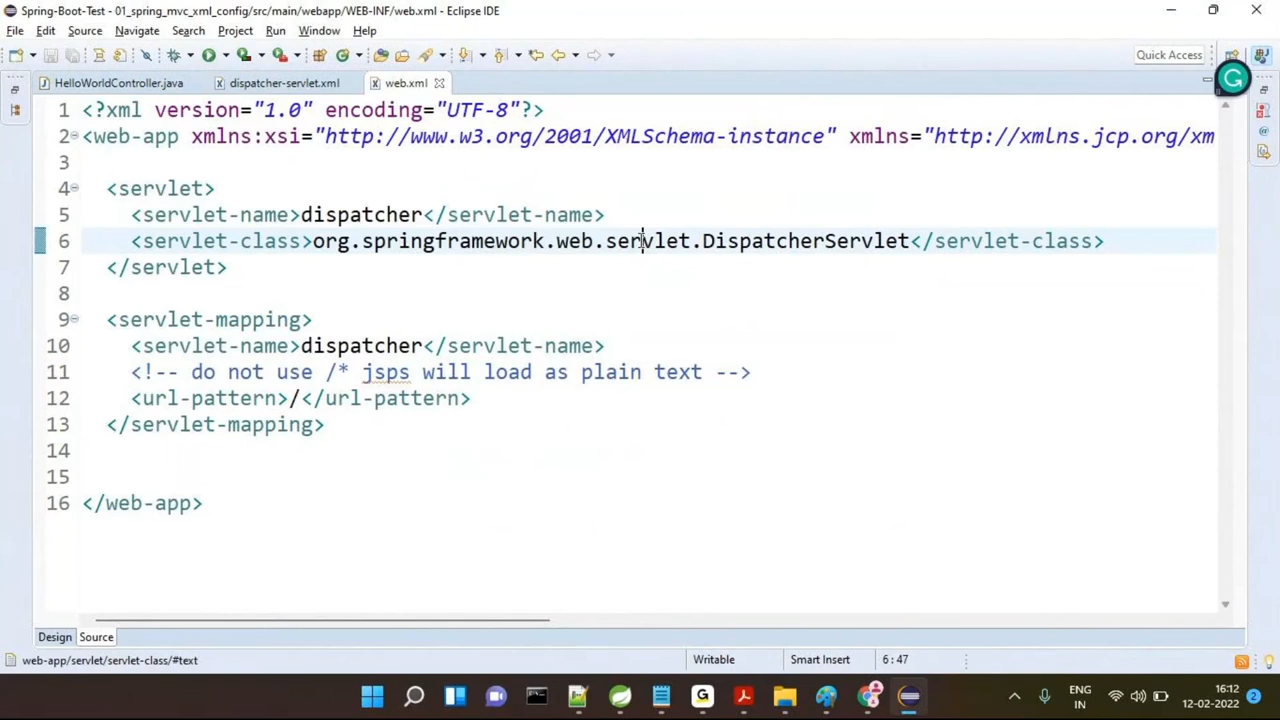 Spring-Boot-Test - 01_spring_mvc_xml_config/src/main/webapp/WEB-INF/web.xml - Eclipse IDE
File Edit Source Navigate Search Project Run Window Help
Quick Access
HelloWorldController.java dispatcher-servlet.xml web.xml
1 <?xml version="1.0" encoding="UTF-8"?>
2 <web-app xmlns:xsi="http://www.w3.org/2001/XMLSchema-instance" xmlns="http://xmlns.jcp.org/xm
3
4 <servlet>
5 <servlet-name>dispatcher</servlet-name>
6 <servlet-class>org.springframework.web.servlet.DispatcherServlet</servlet-class>
7 </servlet>
8
9 <servlet-mapping>
10 <servlet-name>dispatcher</servlet-name>
11 <!-- do not use /* jsps will load as plain text -->
12 <url-pattern>/</url-pattern>
13 </servlet-mapping>
14
15
16 </web-app>
Design Source
web-app/servlet/servlet-class/#text Writable Smart Insert 6 : 47
ENG 16:12
IN 12-02-2022 2